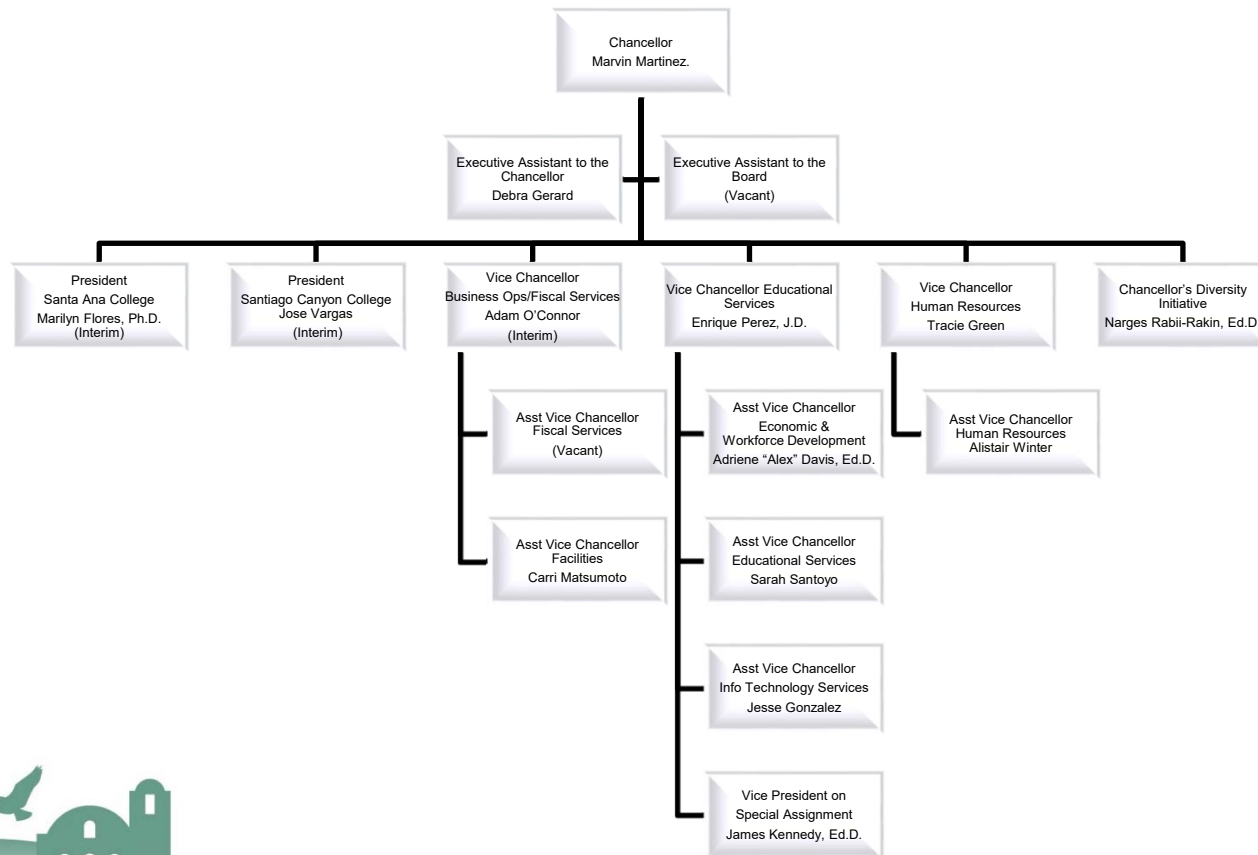 Chancellor
Marvin Martinez.
Executive Assistant to the
Chancellor
Debra Gerard
Executive Assistant to the
Board
(Vacant)
President
Santa Ana College
Marilyn Flores, Ph.D.
(Interim)
President
Santiago Canyon College
Jose Vargas
(Interim)
Vice Chancellor
Business Ops/Fiscal Services
Adam O’Connor
(Interim)
Vice Chancellor Educational
Services
Enrique Perez, J.D.
Vice Chancellor
Human Resources
Tracie Green
Chancellor’s Diversity
Initiative
Narges Rabii-Rakin, Ed.D
Asst Vice Chancellor
Fiscal Services
(Vacant)
Asst Vice Chancellor
Facilities
Carri Matsumoto
Asst Vice Chancellor
Economic &
Workforce Development
Adriene “Alex” Davis, Ed.D.
Asst Vice Chancellor
Educational Services
Sarah Santoyo
Asst Vice Chancellor
Info Technology Services
Jesse Gonzalez
Vice President on
Special Assignment
James Kennedy, Ed.D.
Asst Vice Chancellor
Human Resources
Alistair Winter